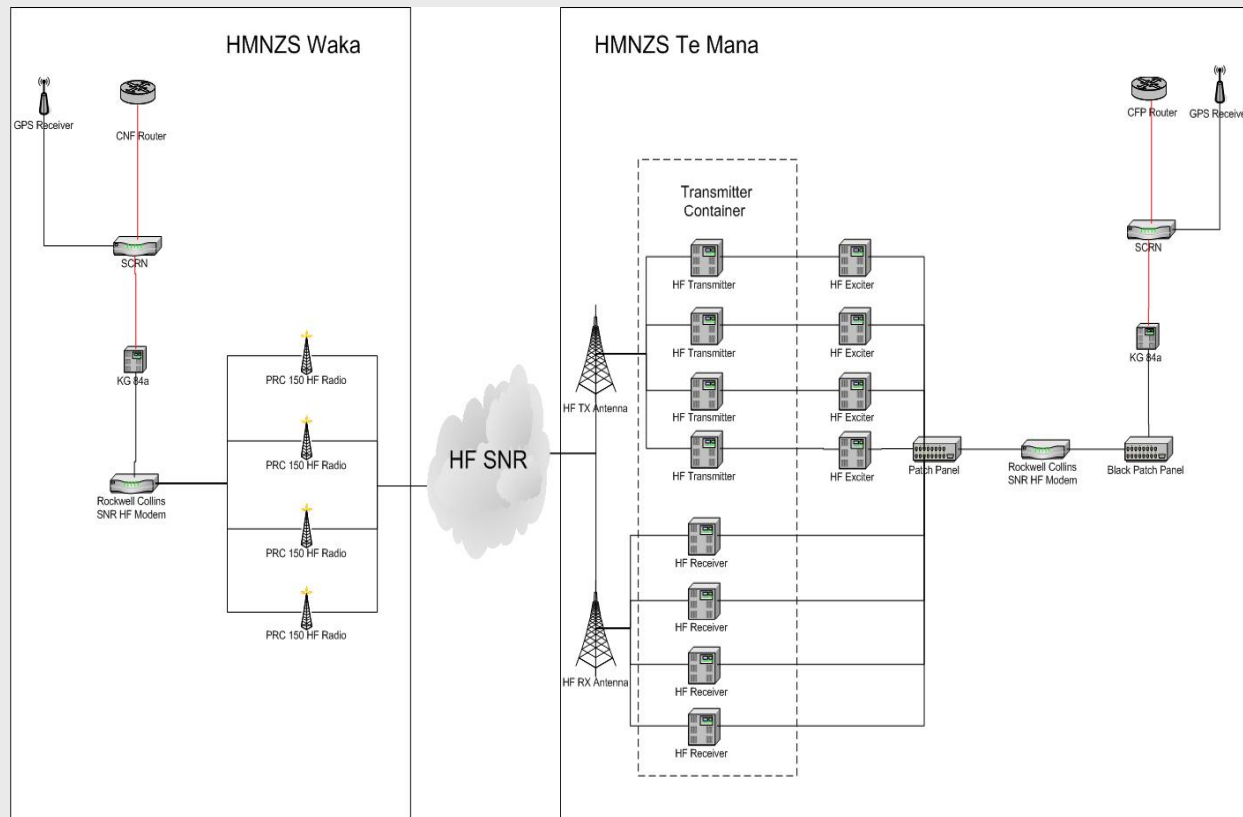 HMNZS Waka
GPS Receiver
CNF Router
SCRN
KG 84a
Rockwell Collins
SNR HF Modem
PRC 150 HF Radio
PRC 150 HF Radio
PRC 150 HF Radio
PRC 150 HF Radio
HF SNR
HMNZS Te Mana
Transmitter
Container
HF TX Antenna
HF RX Antenna
HF Transmitter
HF Exciter
HF Transmitter
HF Exciter
HF Transmitter
HF Exciter
HF Transmitter
HF Exciter
HF Receiver
HF Receiver
HF Receiver
HF Receiver
Patch Panel
Rockwell Collins
SNR HF Modem
Black Patch Panel
KG 84a
SCRN
CFP Router
GPS Receive